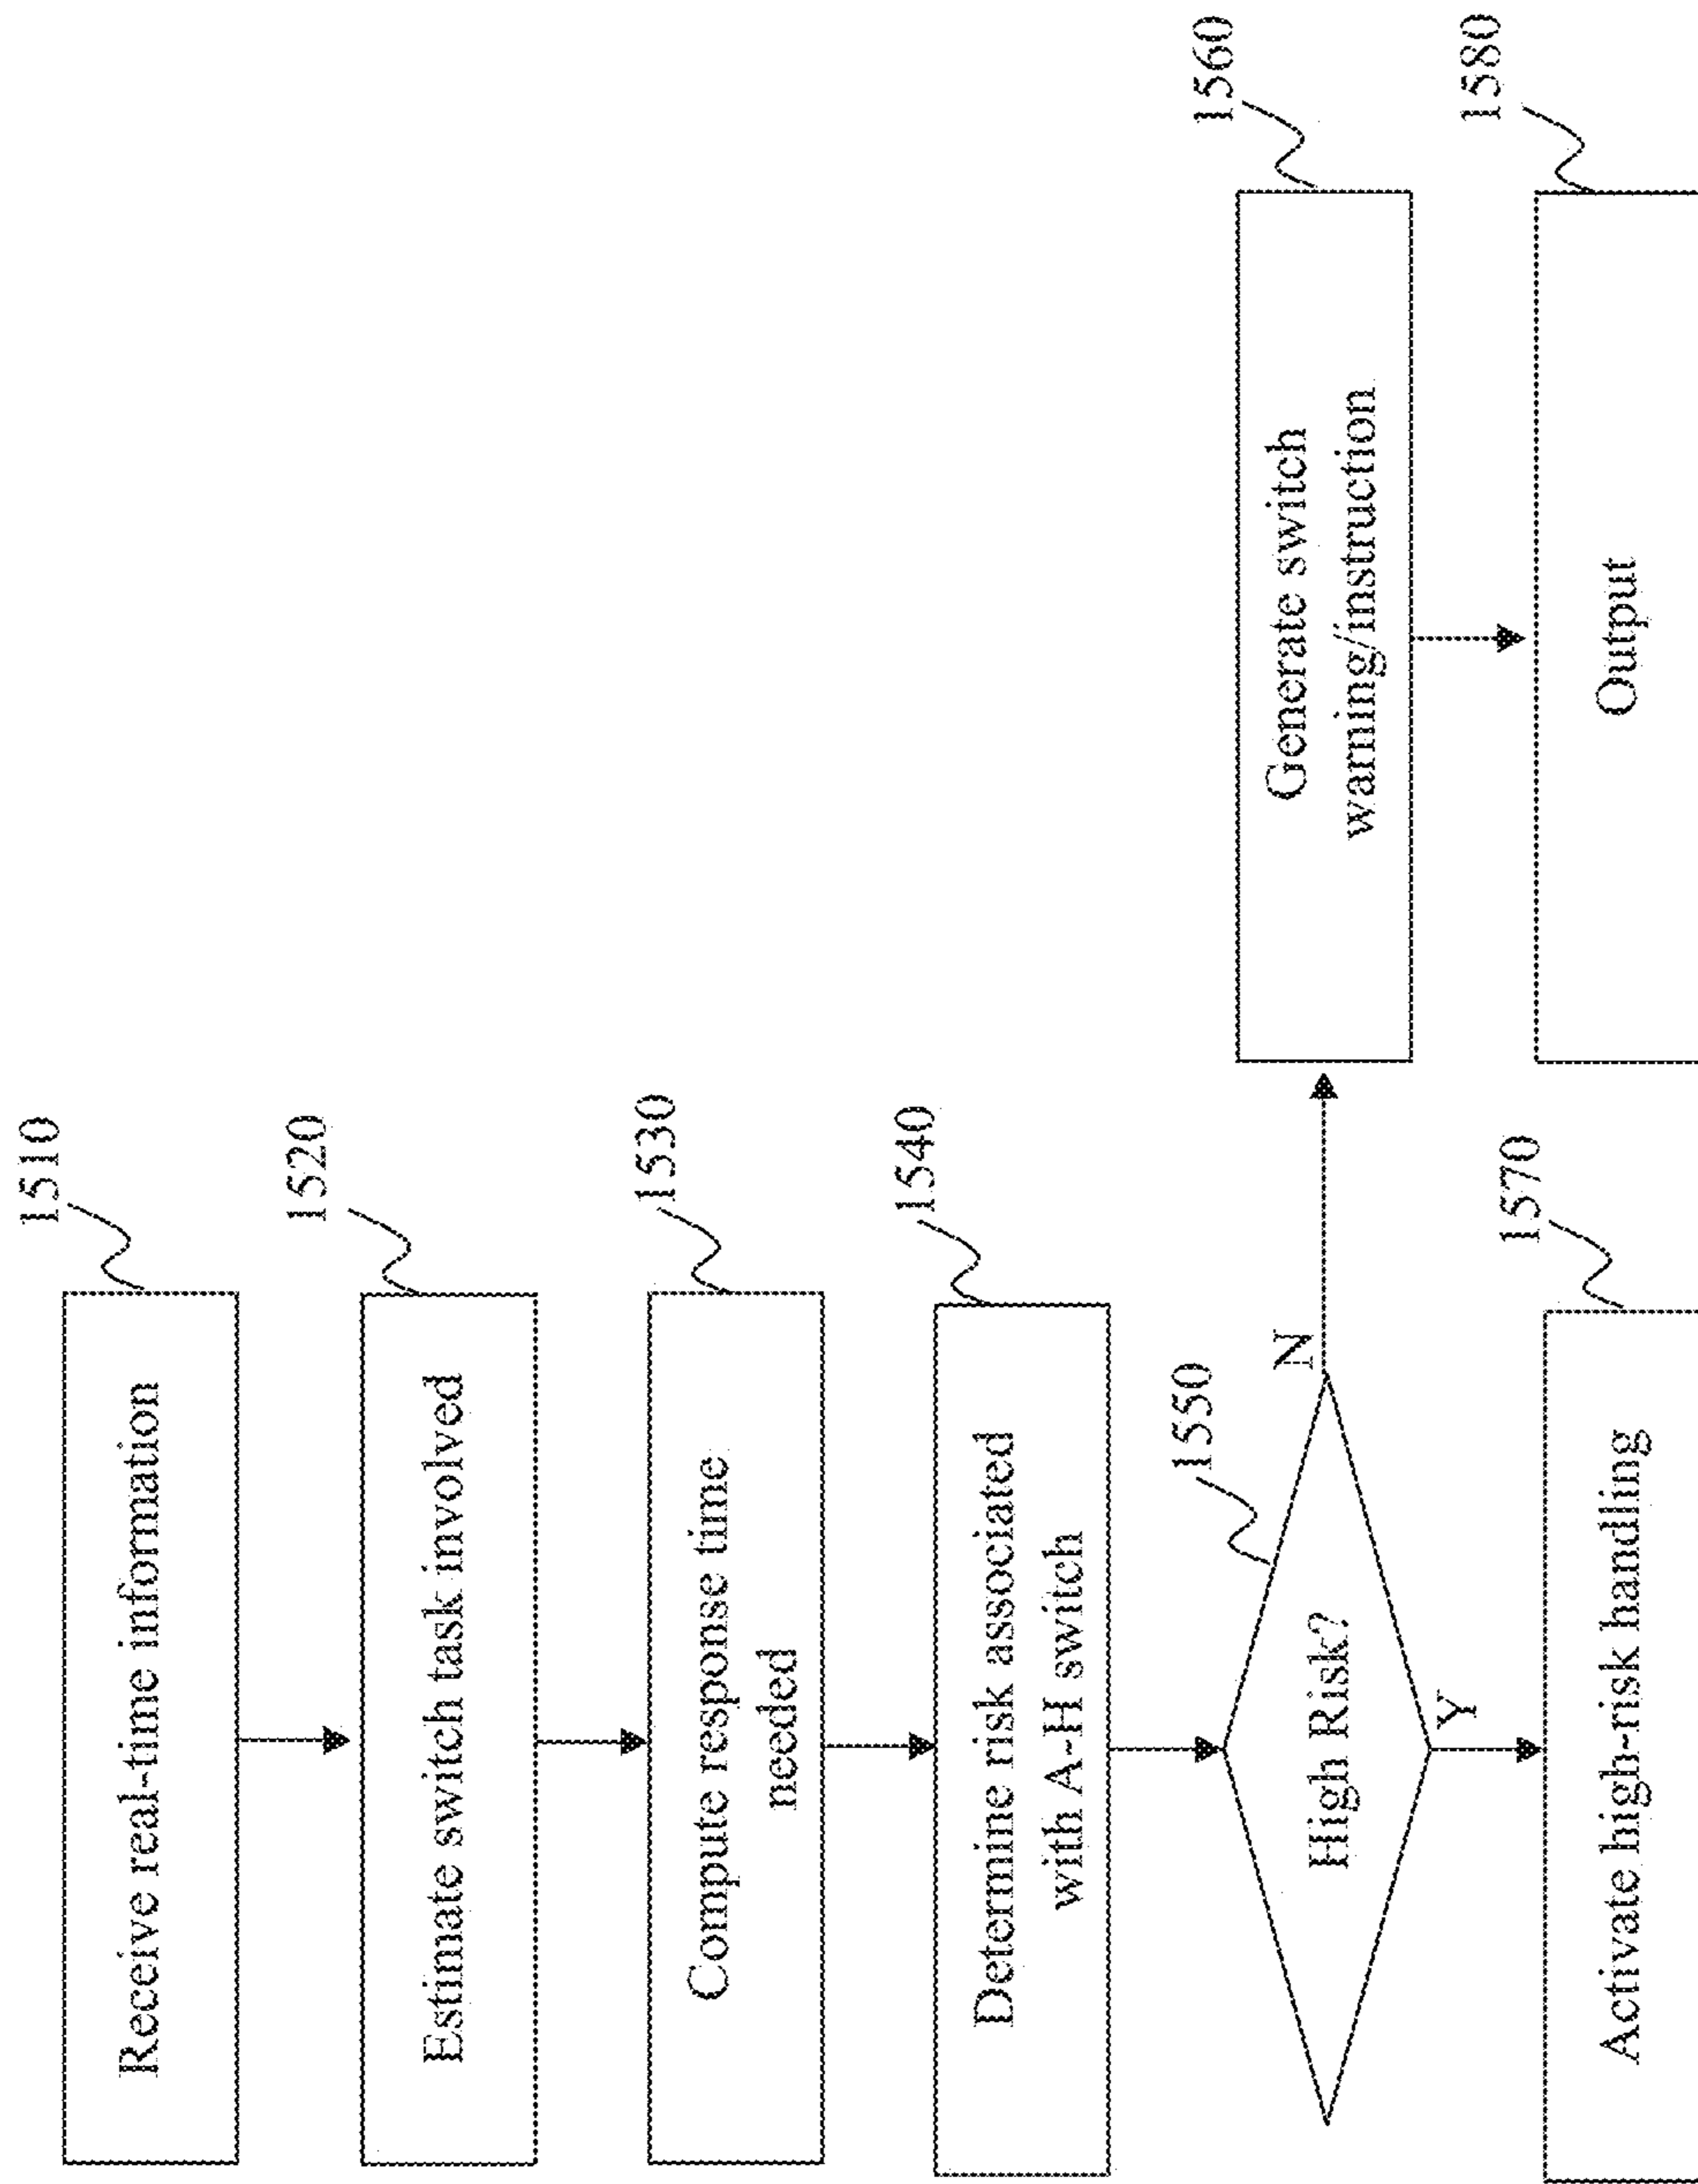 1510
Receive real-time information
1520
Estimate switch task involved
1530
Compute response time
needed
1540
Determine risk associated
with A-H switch
1550
High Risk?
N
Y
1560
Generate switch
warning/instruction
1570
Activate high-risk handling
1580
Output